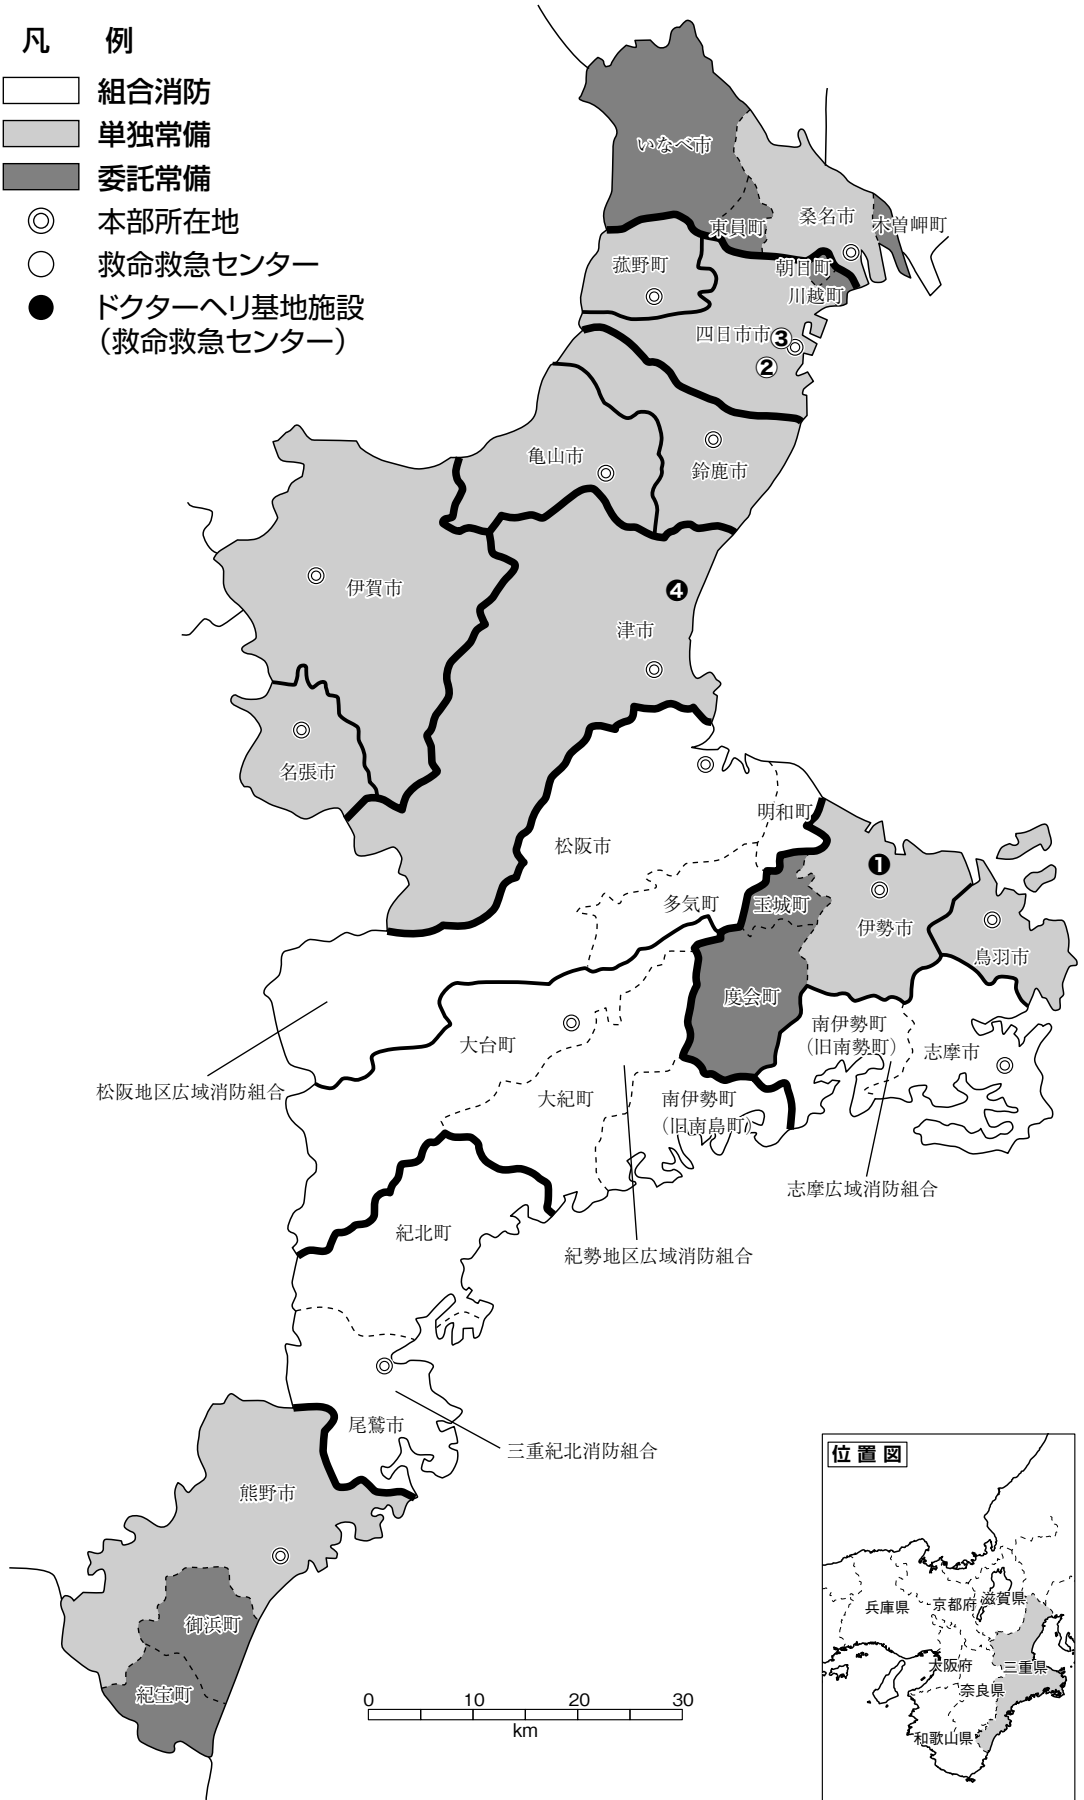 凡 例
組合消防
単独常備
委託常備
本部所在地
救命救急センター
ドクターヘリ基地施設
（救命救急センター）
いなべ市
東員町
桑名市
木曽岬町
菰野町
朝日町
川越町
四日市市
③
②
亀山市
鈴鹿市
伊賀市
❹
津市
名張市
明和町
松阪市
❶
多気町
玉城町
伊勢市
鳥羽市
度会町
南伊勢町
（旧南勢町）
志摩市
大台町
松阪地区広域消防組合
大紀町
南伊勢町
（旧南島町）
志摩広域消防組合
紀北町
紀勢地区広域消防組合
尾鷲市
三重紀北消防組合
熊野市
御浜町
紀宝町
0 10 20 30
km
位置図
兵庫県
京都府
滋賀県
大阪府
三重県
奈良県
和歌山県